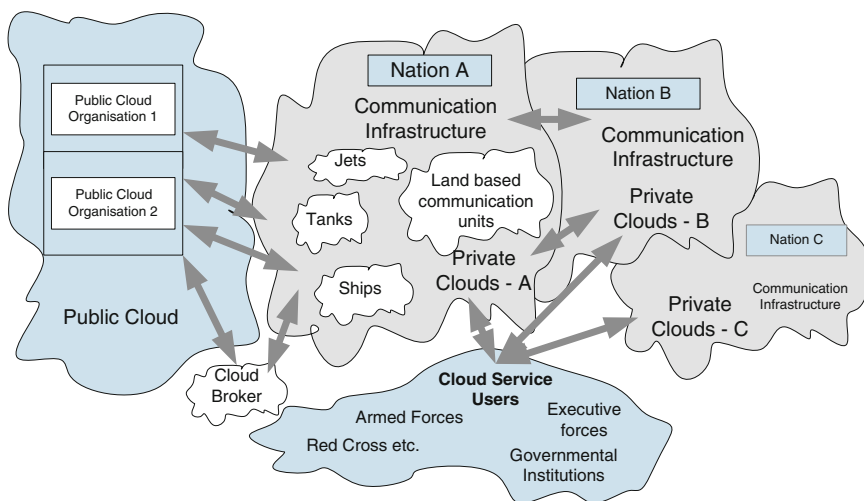 Public Cloud
Organisation 1
Public Cloud
Organisation 2
Public Cloud
Cloud
Broker
Nation A
Communication
Infrastructure
Jets
Land based
communication
units
Tanks
Ships
Private
Clouds - A
Nation B
Communication
Infrastructure
Private
Clouds - B
Nation C
Communication
Infrastructure
Private
Clouds - C
Cloud Service
Users
Armed Forces
Executive
forces
Red Cross etc.
Governmental
Institutions